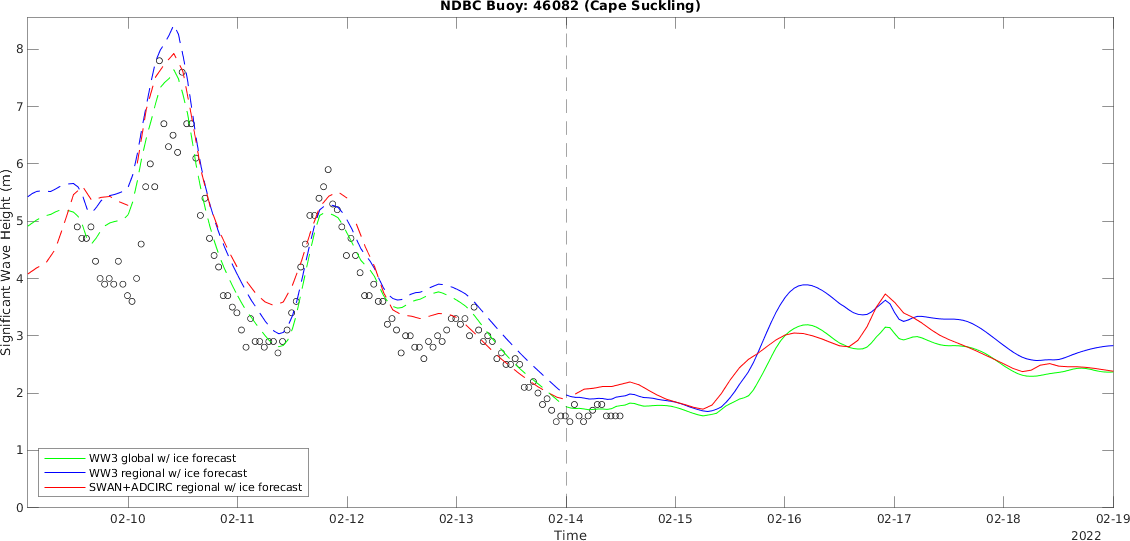 NDBC Buoy: 46082 (Cape Suckling)
Significant Wave Height (m)
8
7
6
5
4
3
2
1
0
WW3 global w/ ice forecast
WW3 regional w/ ice forecast
SWAN+ADCIRC regional w/ ice forecast
02-10 02-11 02-12 02-13 02-14 02-15 02-16 02-17 02-18 02-19
Time
2022